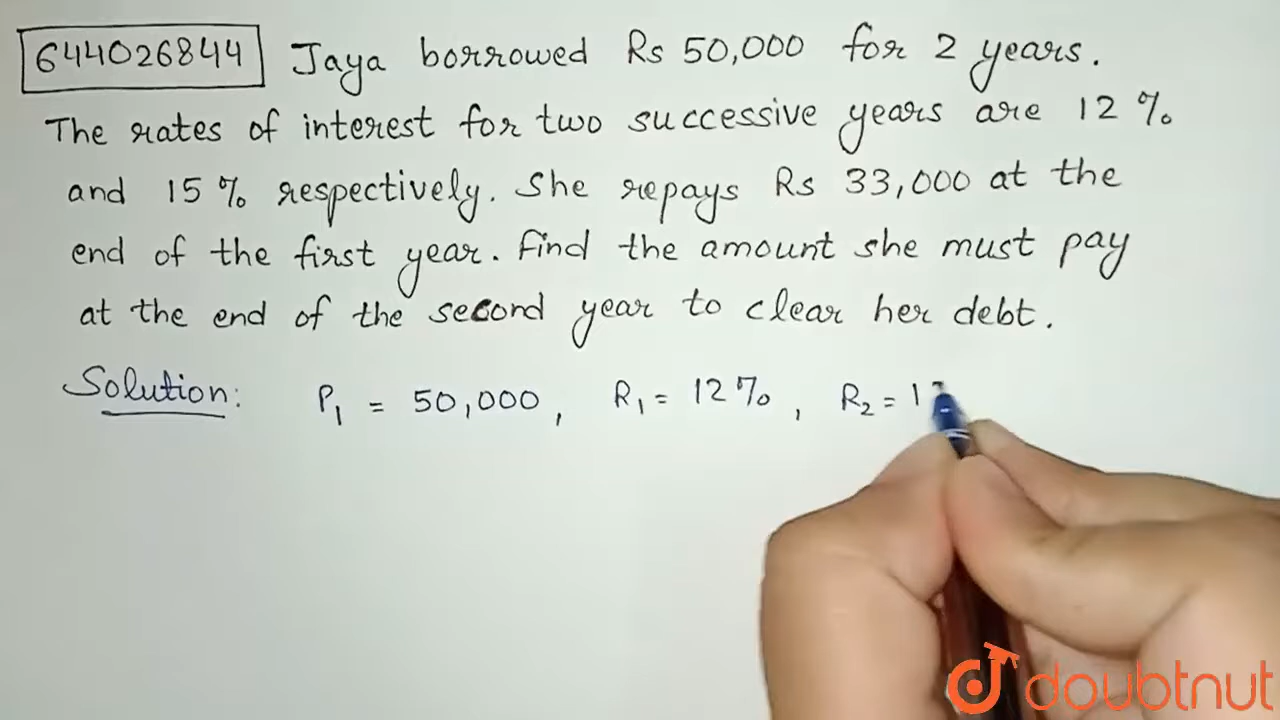 644026844 Jaya borrowed Rs 50,000 for 2 years.
The rates of interest for two successive years are 12 %
and 15 % respectively. She repays Rs 33,000 at the
end of the first year. Find the amount she must pay
at the end of the second year to clear her debt.
Solution: P1 = 50,000, R1 = 12 %, R2 = 1
doubtnut